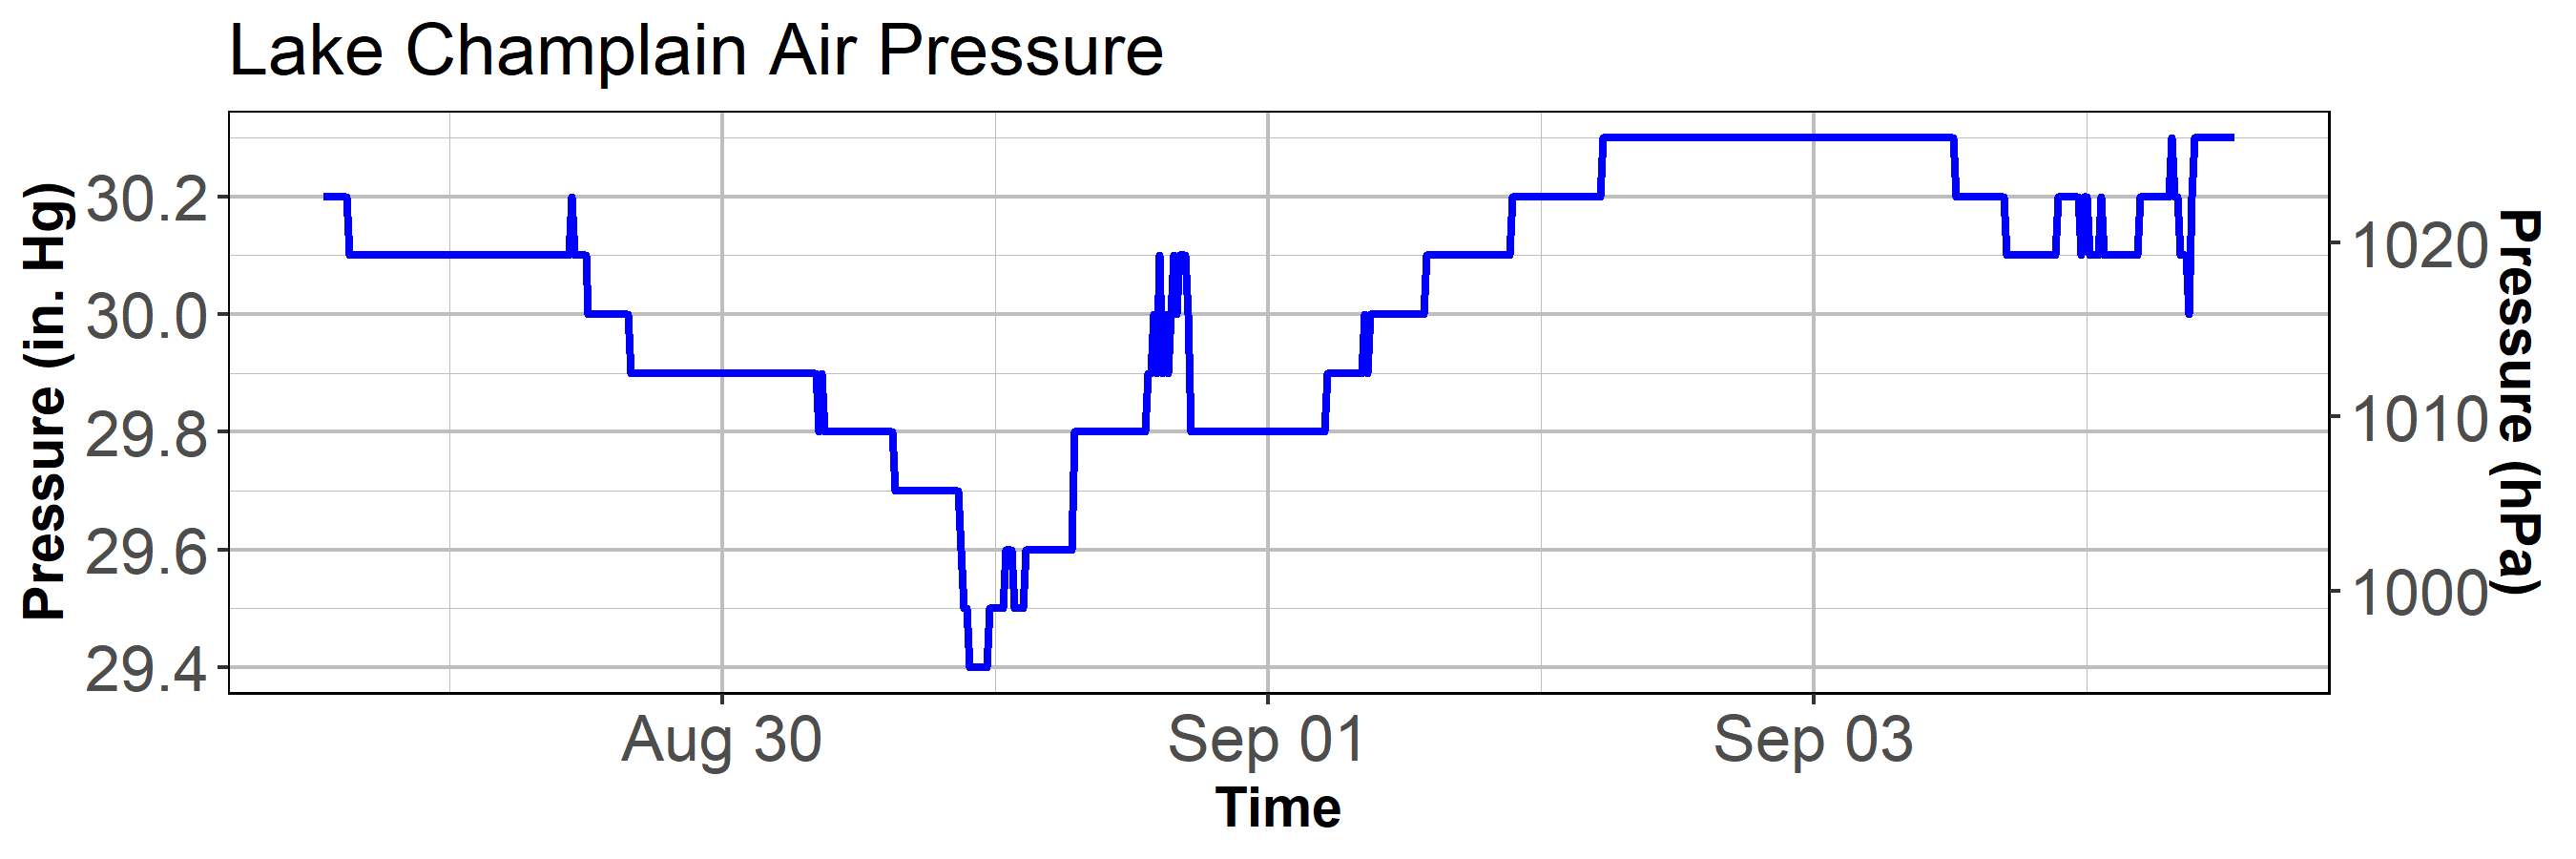 Lake Champlain Air Pressure
Pressure (in. Hg)
30.2
30.0
29.8
29.6
29.4
1020
1010
1000
Pressure (hPa)
Aug 30
Sep 01
Sep 03
Time